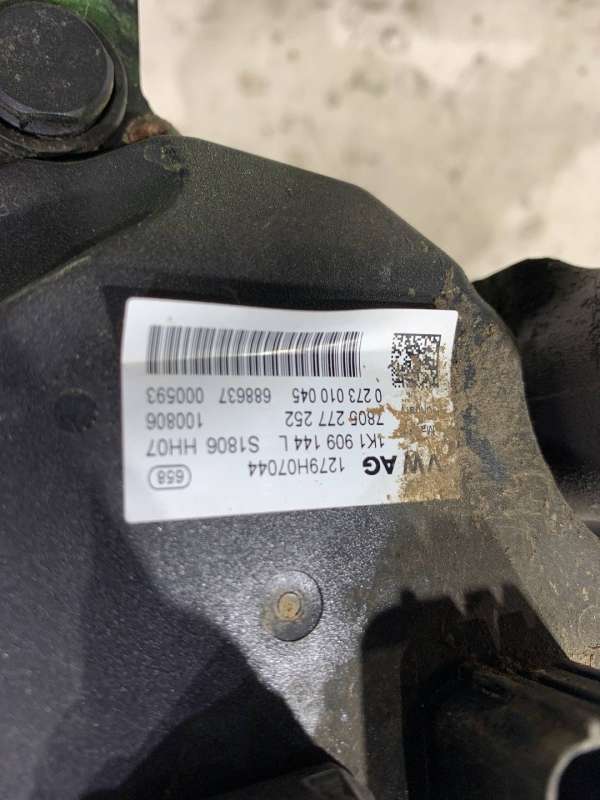 VW AG 1279H07044 658
1K1 909 144 L S1806 HH07
7805 277 252 100806
0 273 010 045 688637 000593